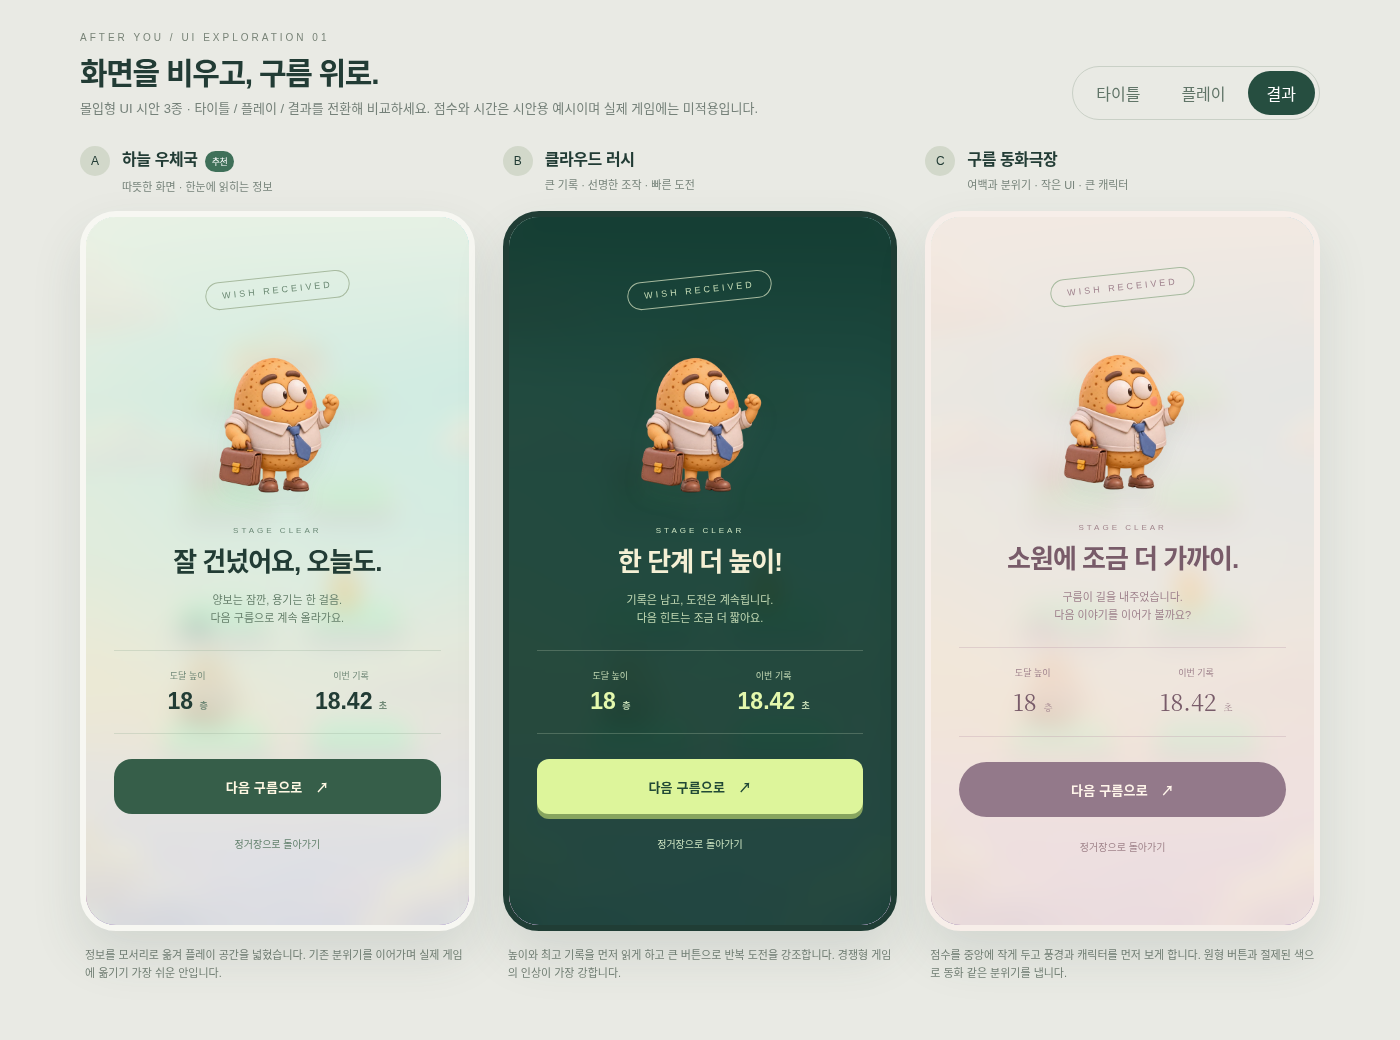 AFTER YOU / UI EXPLORATION 01
화면을 비우고, 구름 위로.
몰입형 UI 시안 3종 · 타이틀 / 플레이 / 결과를 전환해 비교하세요. 점수와 시간은 시안용 예시이며 실제 게임에는 미적용입니다.
타이틀 플레이 결과
A 하늘 우체국 추천
따뜻한 화면 · 한눈에 읽히는 정보
WISH RECEIVED
STAGE CLEAR
잘 건넜어요, 오늘도.
양보는 잠깐, 용기는 한 걸음.
다음 구름으로 계속 올라가요.
도달 높이 이번 기록
18 층 18.42 초
다음 구름으로 ↗
정거장으로 돌아가기
정보를 모서리로 옮겨 플레이 공간을 넓혔습니다. 기존 분위기를 이어가며 실제 게임
에 옮기기 가장 쉬운 안입니다.
B 클라우드 러시
큰 기록 · 선명한 조작 · 빠른 도전
WISH RECEIVED
STAGE CLEAR
한 단계 더 높이!
기록은 남고, 도전은 계속됩니다.
다음 힌트는 조금 더 짧아요.
도달 높이 이번 기록
18 층 18.42 초
다음 구름으로 ↗
정거장으로 돌아가기
높이와 최고 기록을 먼저 읽게 하고 큰 버튼으로 반복 도전을 강조합니다. 경쟁형 게임
의 인상이 가장 강합니다.
C 구름 동화극장
여백과 분위기 · 작은 UI · 큰 캐릭터
WISH RECEIVED
STAGE CLEAR
소원에 조금 더 가까이.
구름이 길을 내주었습니다.
다음 이야기를 이어가 볼까요?
도달 높이 이번 기록
18 층 18.42 초
다음 구름으로 ↗
정거장으로 돌아가기
점수를 중앙에 작게 두고 풍경과 캐릭터를 먼저 보게 합니다. 원형 버튼과 절제된 색으
로 동화 같은 분위기를 냅니다.